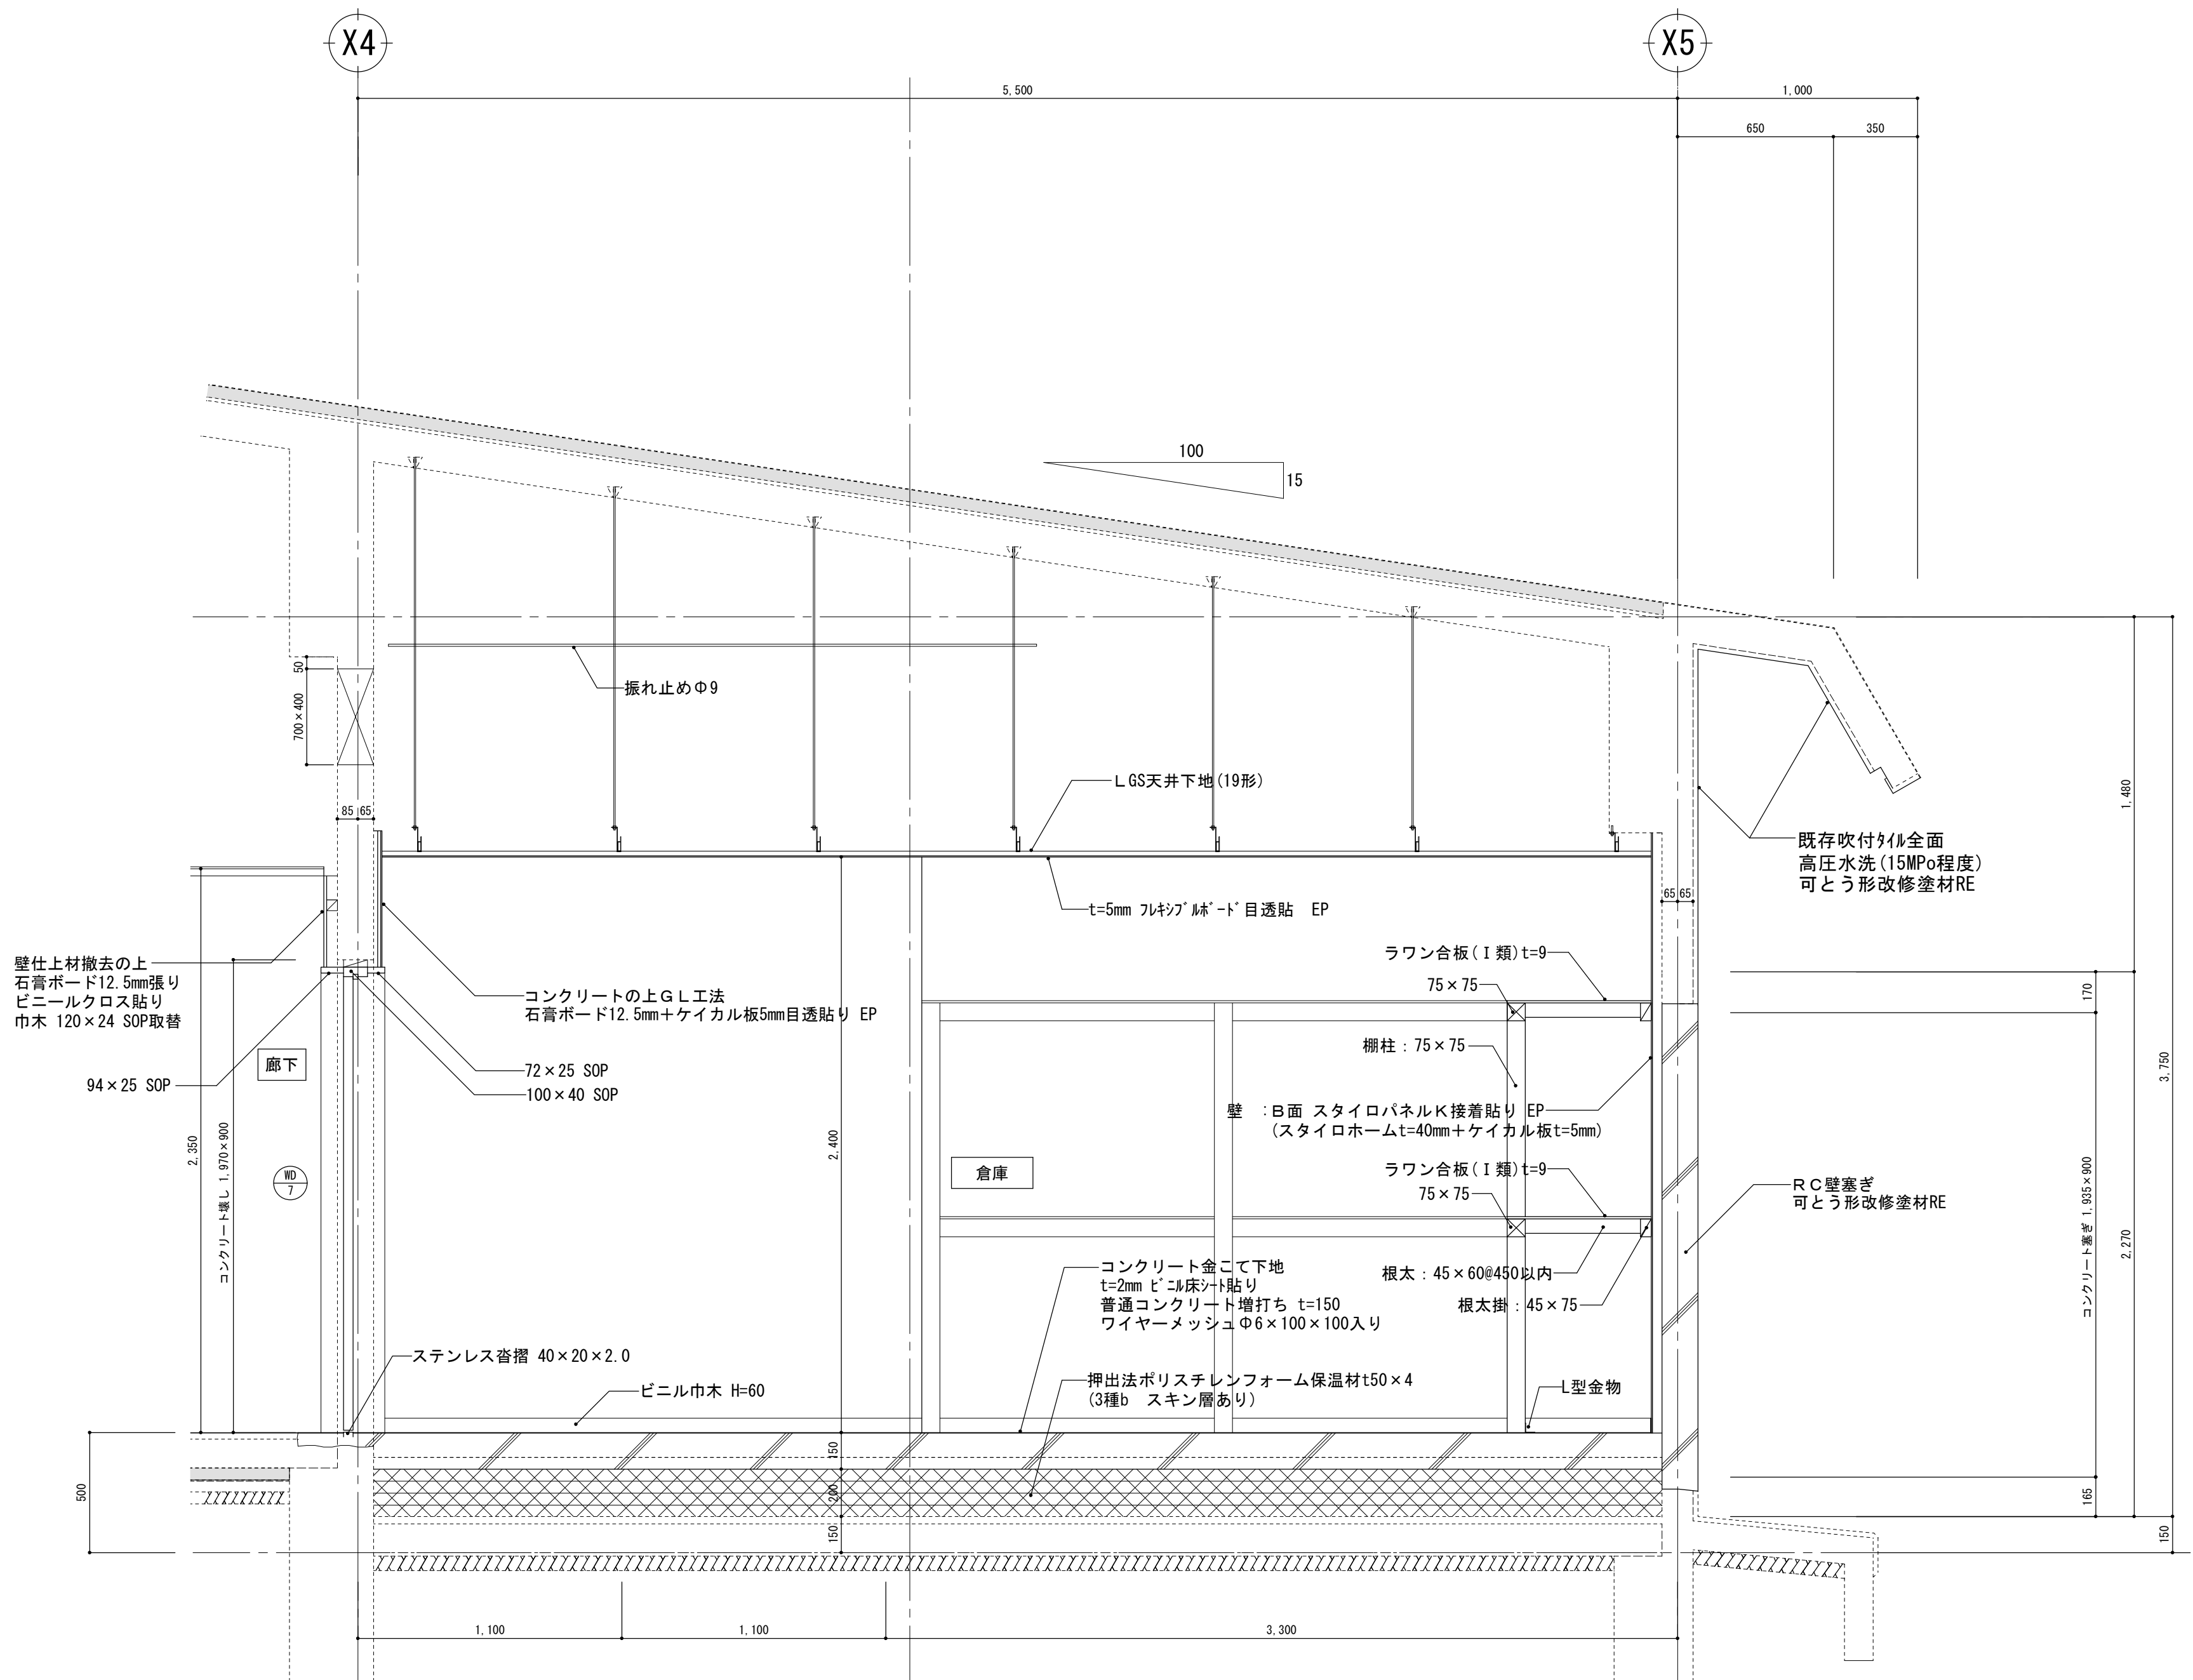 X4
X5
5,500
1,000
650
350
100
15
50
700×400
振れ止めΦ9
ＬGS天井下地(19形)
1,480
85
65
既存吹付ﾀｲﾙ全面
高圧水洗(15MPo程度)
可とう形改修塗材RE
65
65
t=5mm ﾌﾚｷｼﾌﾞﾙﾎﾞｰﾄﾞ目透貼　EP
壁仕上材撤去の上
石膏ボード12.5mm張り
ビニールクロス貼り
巾木 120×24 SOP取替
ラワン合板(Ｉ類)t=9
75×75
170
コンクリートの上ＧＬ工法
石膏ボード12.5mm＋ケイカル板5mm目透貼り EP
棚柱：75×75
3,750
廊下
94×25 SOP
72×25 SOP
100×40 SOP
壁　：Ｂ面 スタイロパネルＫ接着貼り EP
(スタイロホームt=40mm＋ケイカル板t=5mm)
2,350
コンクリート壊し 1,970×900
2,400
WD
7
倉庫
ラワン合板(Ｉ類)t=9
75×75
ＲＣ壁塞ぎ
可とう形改修塗材RE
コンクリート塞ぎ 1,935×900
2,270
コンクリート金こて下地
t=2mm ﾋﾞﾆﾙ床ｼｰﾄ貼り
普通コンクリート増打ち t=150
ワイヤーメッシュΦ6×100×100入り
根太：45×60@450以内
根太掛：45×75
ステンレス沓摺 40×20×2.0
ビニル巾木 H=60
押出法ポリスチレンフォーム保温材t50×4
(3種b　スキン層あり)
L型金物
500
150
200
150
165
150
1,100
1,100
3,300